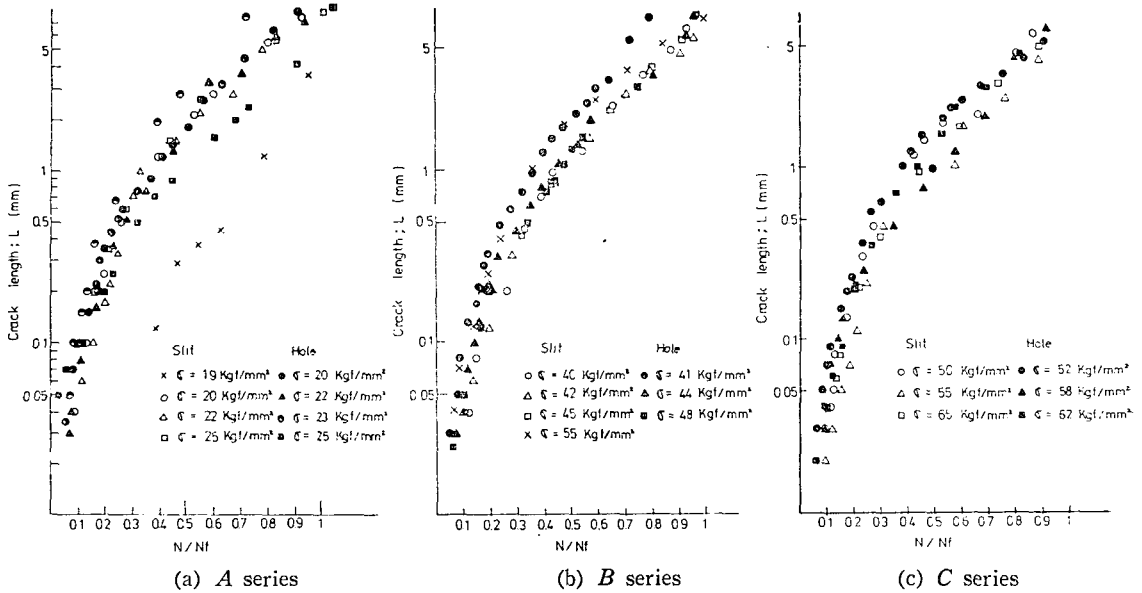 Crack length ; L (mm)
5
1
0.5
0.1
0.05
Slit
Hole
× σ = 19 Kgf/mm²
σ = 20 Kgf/mm²
○ σ = 20 Kgf/mm²
▲ σ = 22 Kgf/mm²
△ σ = 22 Kgf/mm²
σ = 23 Kgf/mm²
□ σ = 25 Kgf/mm²
σ = 25 Kgf/mm²
0.1 0.2 0.3 0.4 0.5 0.6 0.7 0.8 0.9 1
N/Nf
(a) A series
Crack length ; L (mm)
5
1
0.5
0.1
0.05
Slit
Hole
○ σ = 40 Kgf/mm²
σ = 41 Kgf/mm²
△ σ = 42 Kgf/mm²
▲ σ = 44 Kgf/mm²
□ σ = 45 Kgf/mm²
σ = 48 Kgf/mm²
× σ = 55 Kgf/mm²
0.1 0.2 0.3 0.4 0.5 0.6 0.7 0.8 0.9 1
N/Nf
(b) B series
Crack length ; L (mm)
5
1
0.5
0.1
0.05
Slit
Hole
○ σ = 50 Kgf/mm²
σ = 52 Kgf/mm²
△ σ = 55 Kgf/mm²
▲ σ = 58 Kgf/mm²
□ σ = 65 Kgf/mm²
σ = 62 Kgf/mm²
0.1 0.2 0.3 0.4 0.5 0.6 0.7 0.8 0.9 1
N/Nf
(c) C series